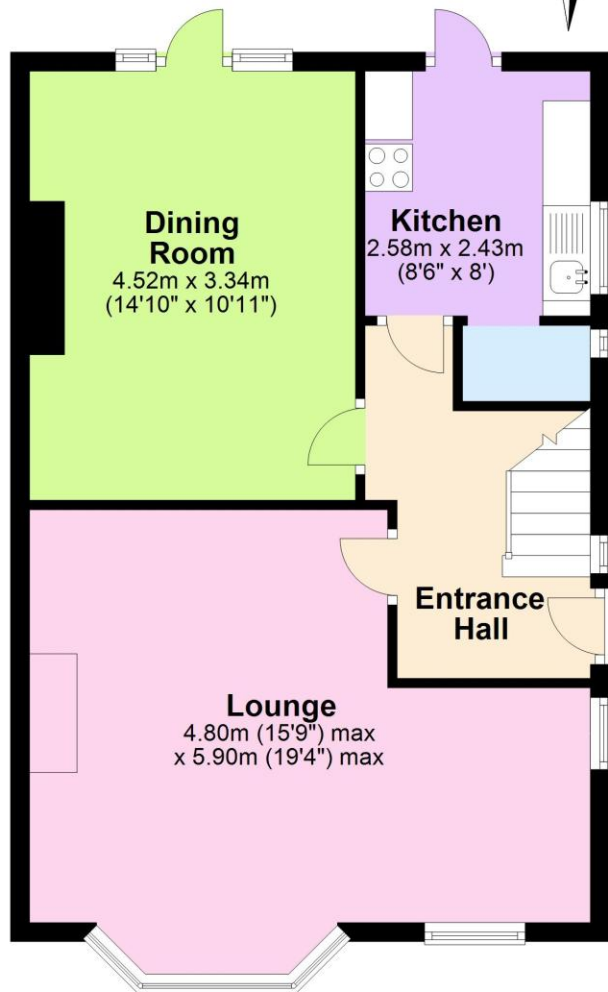 Dining
Room
4.52m x 3.34m
(14'10" x 10'11")
Kitchen
2.58m x 2.43m
(8'6" x 8')
Entrance
Hall
Lounge
4.80m (15'9") max
x 5.90m (19'4") max